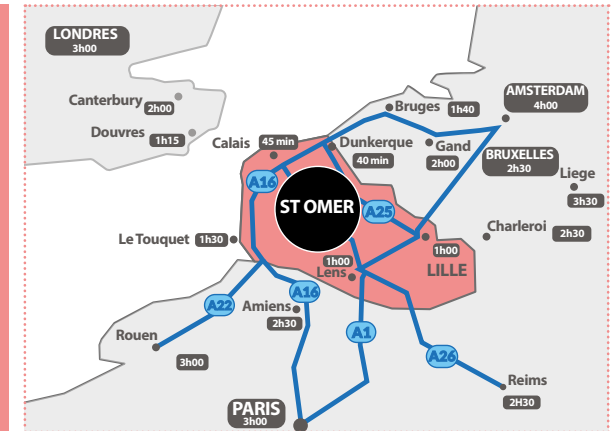 LONDRES
3h00
Canterbury
2h00
Douvres
1h15
Calais
45 min
Dunkerque
40 min
Bruges
1h40
Gand
2h00
AMSTERDAM
4h00
BRUXELLES
2h30
Liege
3h30
Charleroi
2h30
A16
ST OMER
A25
Le Touquet
1h30
1h00
LILLE
1h00
Lens
A22
A16
Amiens
2h30
A1
A26
Rouen
3h00
Reims
2H30
PARIS
3h00